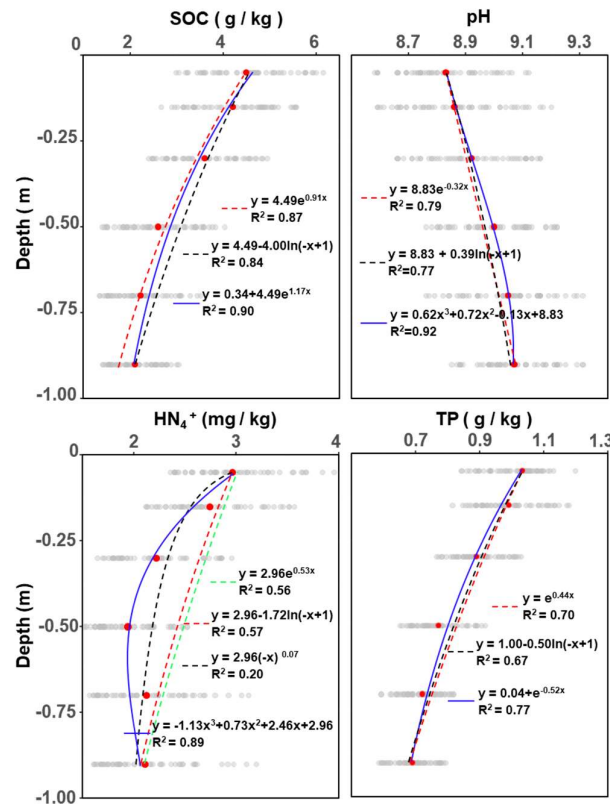 SOC ( g / kg)
2 4 6
0
-0.25
-0.50
-0.75
-1.00
Depth ( m )
y = 4.49e^0.91x
R² = 0.87
y = 4.49-4.00ln(-x+1)
R² = 0.84
y = 0.34+4.49e^1.17x
R² = 0.90
pH
8.7 8.9 9.1 9.3
y = 8.83e^-0.32x
R² = 0.79
y = 8.83 + 0.39ln(-x+1)
R²=0.77
y = 0.62x³+0.72x²-0.13x+8.83
R²=0.92
HN₄⁺ (mg / kg)
2 3 4
0
-0.25
-0.50
-0.75
-1.00
Depth (m)
y = 2.96e^0.53x
R² = 0.56
y = 2.96-1.72ln(-x+1)
R² = 0.57
y = 2.96(-x)^0.07
R² = 0.20
y = -1.13x³+0.73x²+2.46x+2.96
R² = 0.89
TP ( g / kg)
0.7 0.9 1.1 1.3
y = e^0.44x
R² = 0.70
y = 1.00-0.50ln(-x+1)
R² = 0.67
y = 0.04+e^-0.52x
R² = 0.77